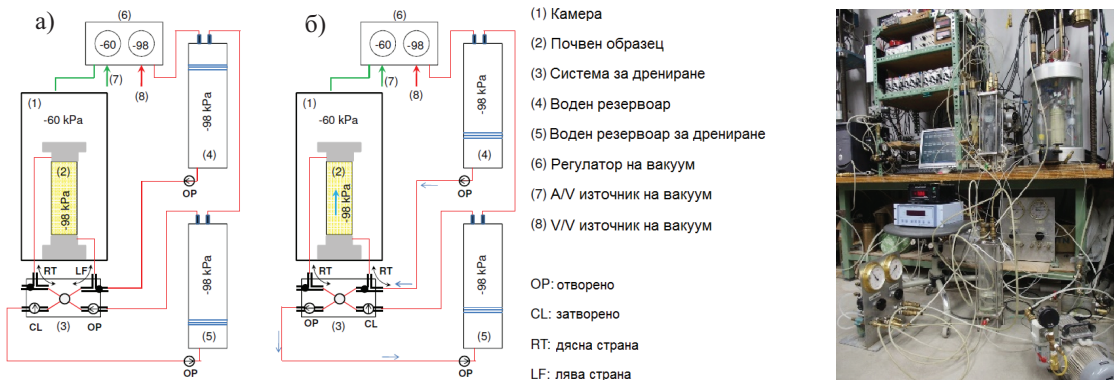 а)
(6)
-60
-98
(7)
(8)
(1)
-60 kPa
(2)
-98 kPa
-98 kPa
(4)
OP
RT
LF
CL
(3)
OP
-98 kPa
(5)
OP
б)
(6)
-60
-98
(7)
(8)
(1)
-60 kPa
(2)
-98 kPa
-98 kPa
(4)
OP
RT
RT
OP
(3)
CL
-98 kPa
(5)
OP
(1) Камера
(2) Почвен образец
(3) Система за дрениране
(4) Воден резервоар
(5) Воден резервоар за дрениране
(6) Регулатор на вакуум
(7) A/V източник на вакуум
(8) V/V източник на вакуум
OP: отворено
CL: затворено
RT: дясна страна
LF: лява страна